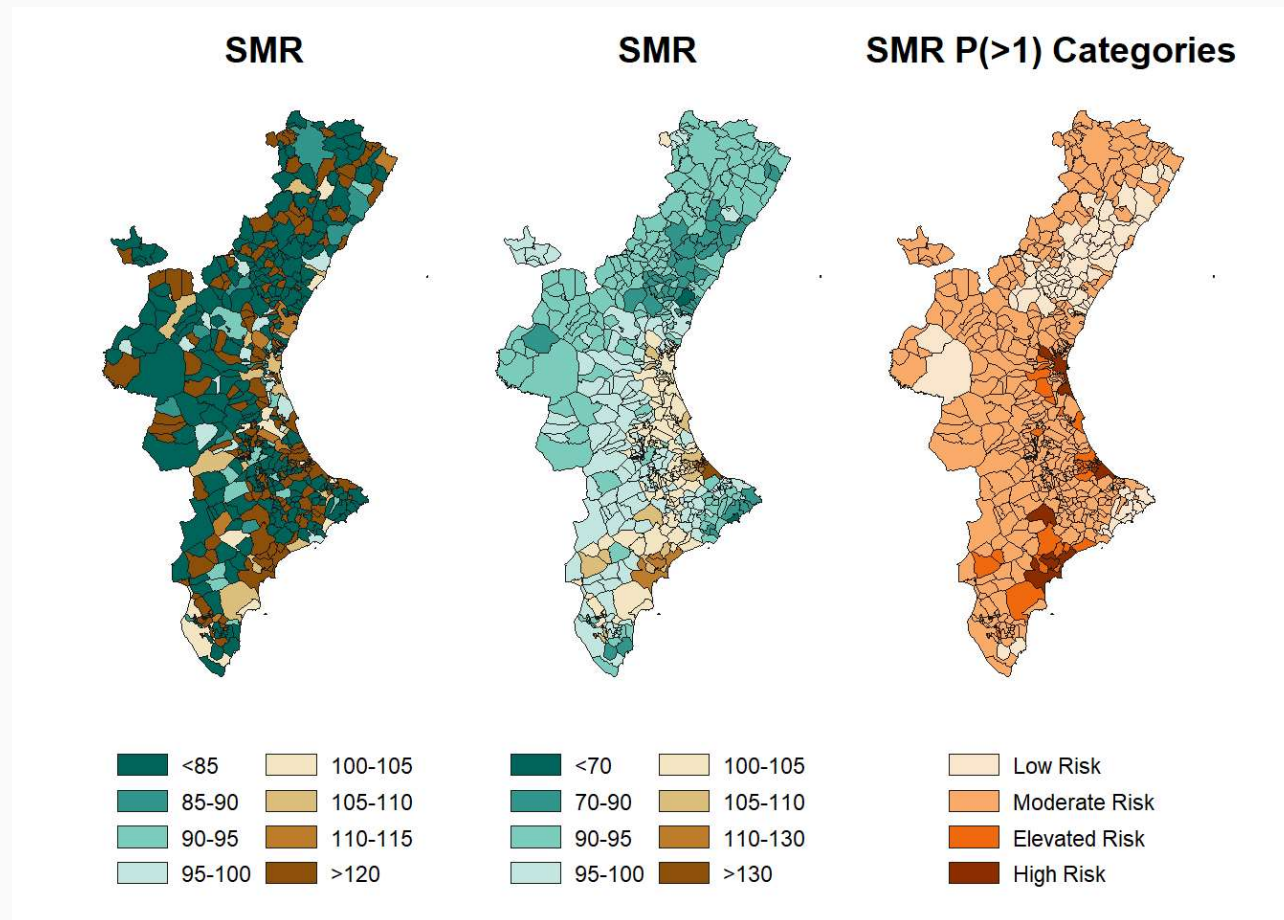 SMR
SMR
SMR P(>1) Categories
<85
100-105
85-90
105-110
90-95
110-115
95-100
>120
<70
100-105
70-90
105-110
90-95
110-130
95-100
>130
Low Risk
Moderate Risk
Elevated Risk
High Risk